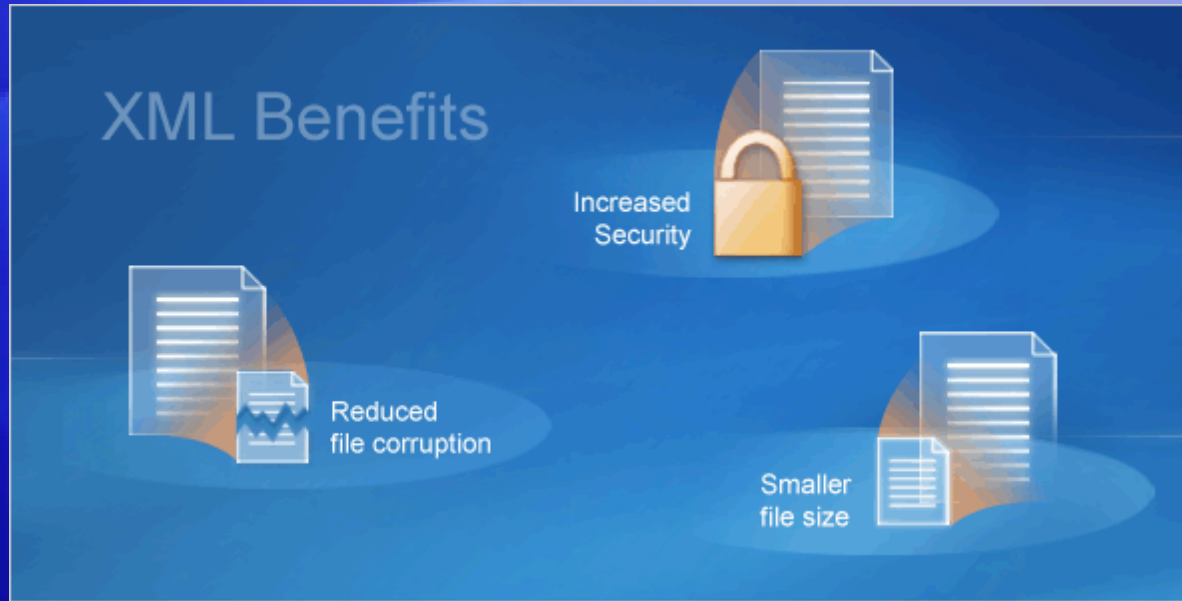 XML Benefits
Increased
Security
Reduced
file corruption
Smaller
file size